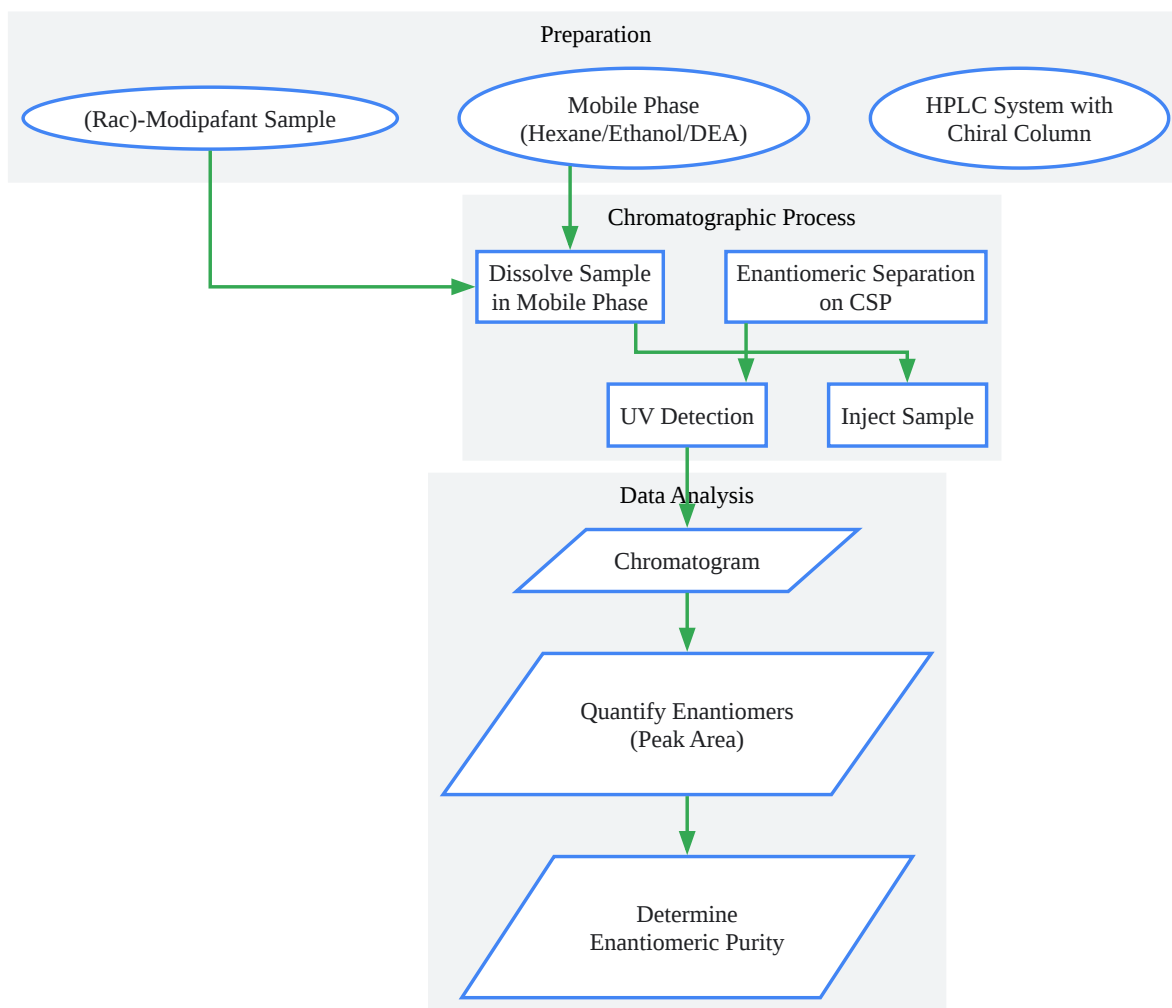 Preparation
(Rac)-Modipafant Sample
Mobile Phase
(Hexane/Ethanol/DEA)
HPLC System with
Chiral Column
Chromatographic Process
Dissolve Sample
in Mobile Phase
Enantiomeric Separation
on CSP
UV Detection
Inject Sample
Data Analysis
Chromatogram
Quantify Enantiomers
(Peak Area)
Determine
Enantiomeric Purity